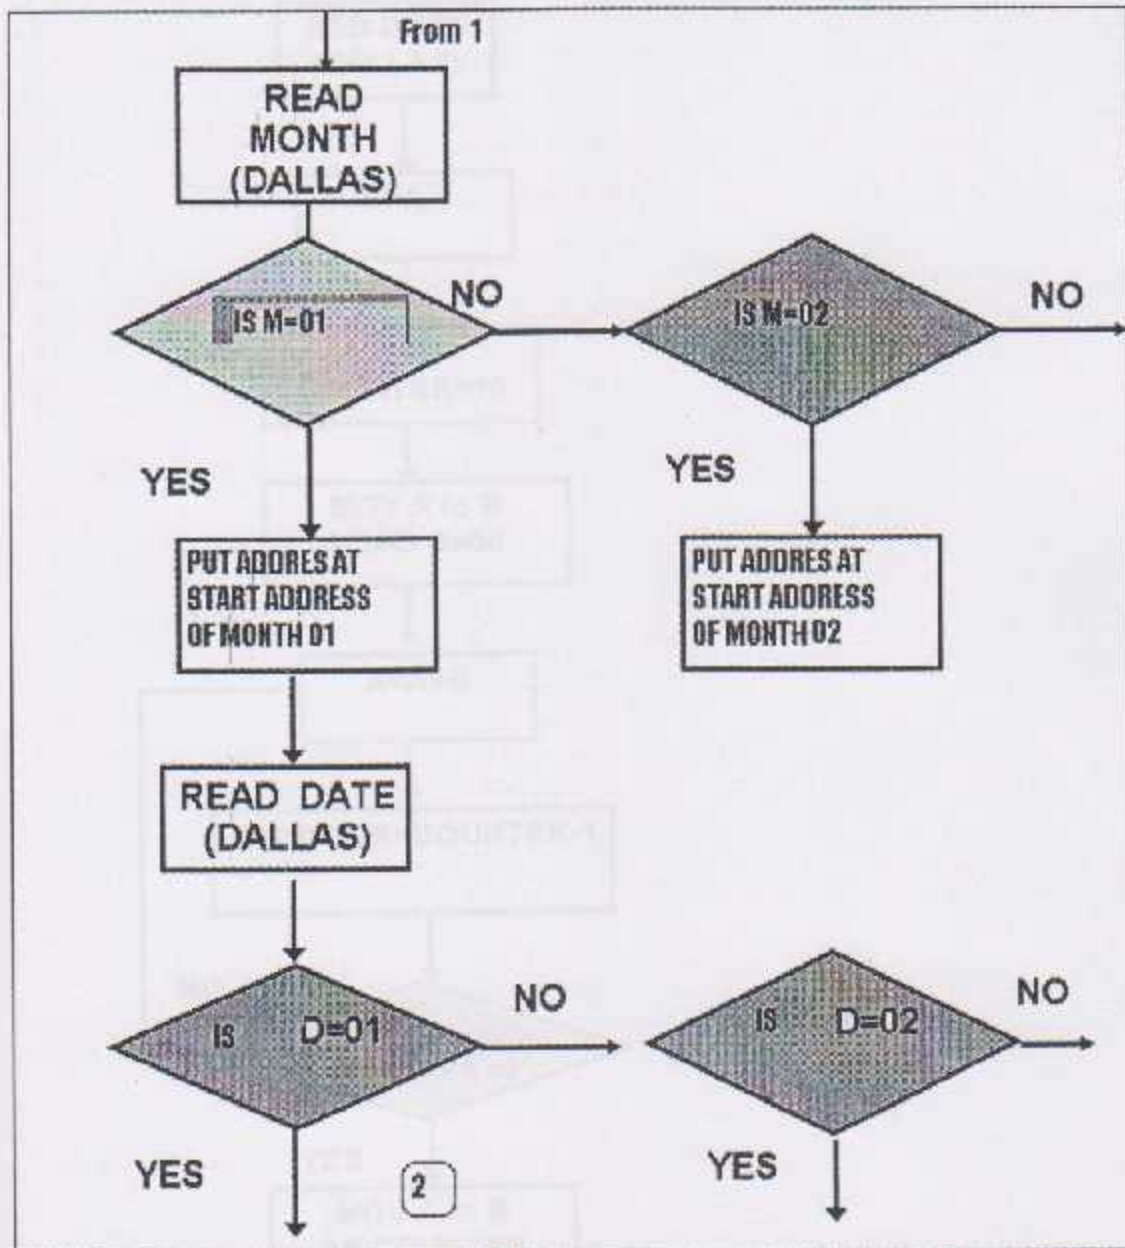 From 1
READ
MONTH
(DALLAS)
IS M=01
NO
IS M=02
NO
YES
YES
PUT ADDRES AT
START ADDRESS
OF MONTH 01
PUT ADDRES AT
START ADDRESS
OF MONTH 02
READ DATE
(DALLAS)
IS D=01
NO
IS D=02
NO
YES
2
YES